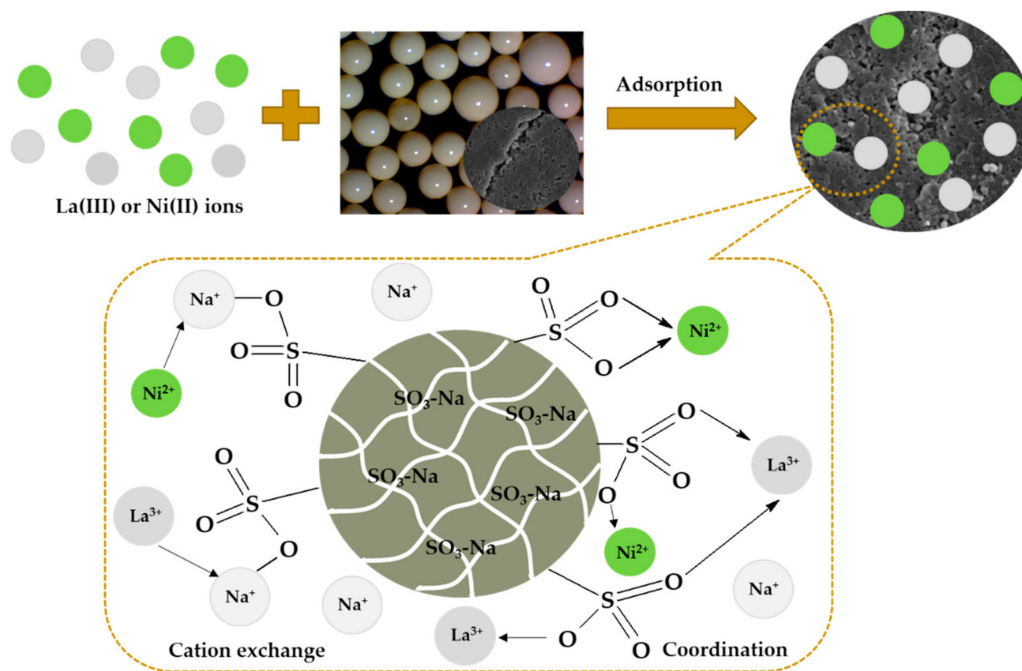 Adsorption
La(III) or Ni(II) ions
Na⁺
O
O
S
O
Ni²⁺
Na⁺
O
O
S
O
Ni²⁺
SO₃-Na
SO₃-Na
SO₃-Na
SO₃-Na
SO₃-Na
O
S
O
O
La³⁺
Ni²⁺
O
O
S
O
La³⁺
Na⁺
Na⁺
O
S
O
O
La³⁺
Na⁺
Cation exchange
Coordination